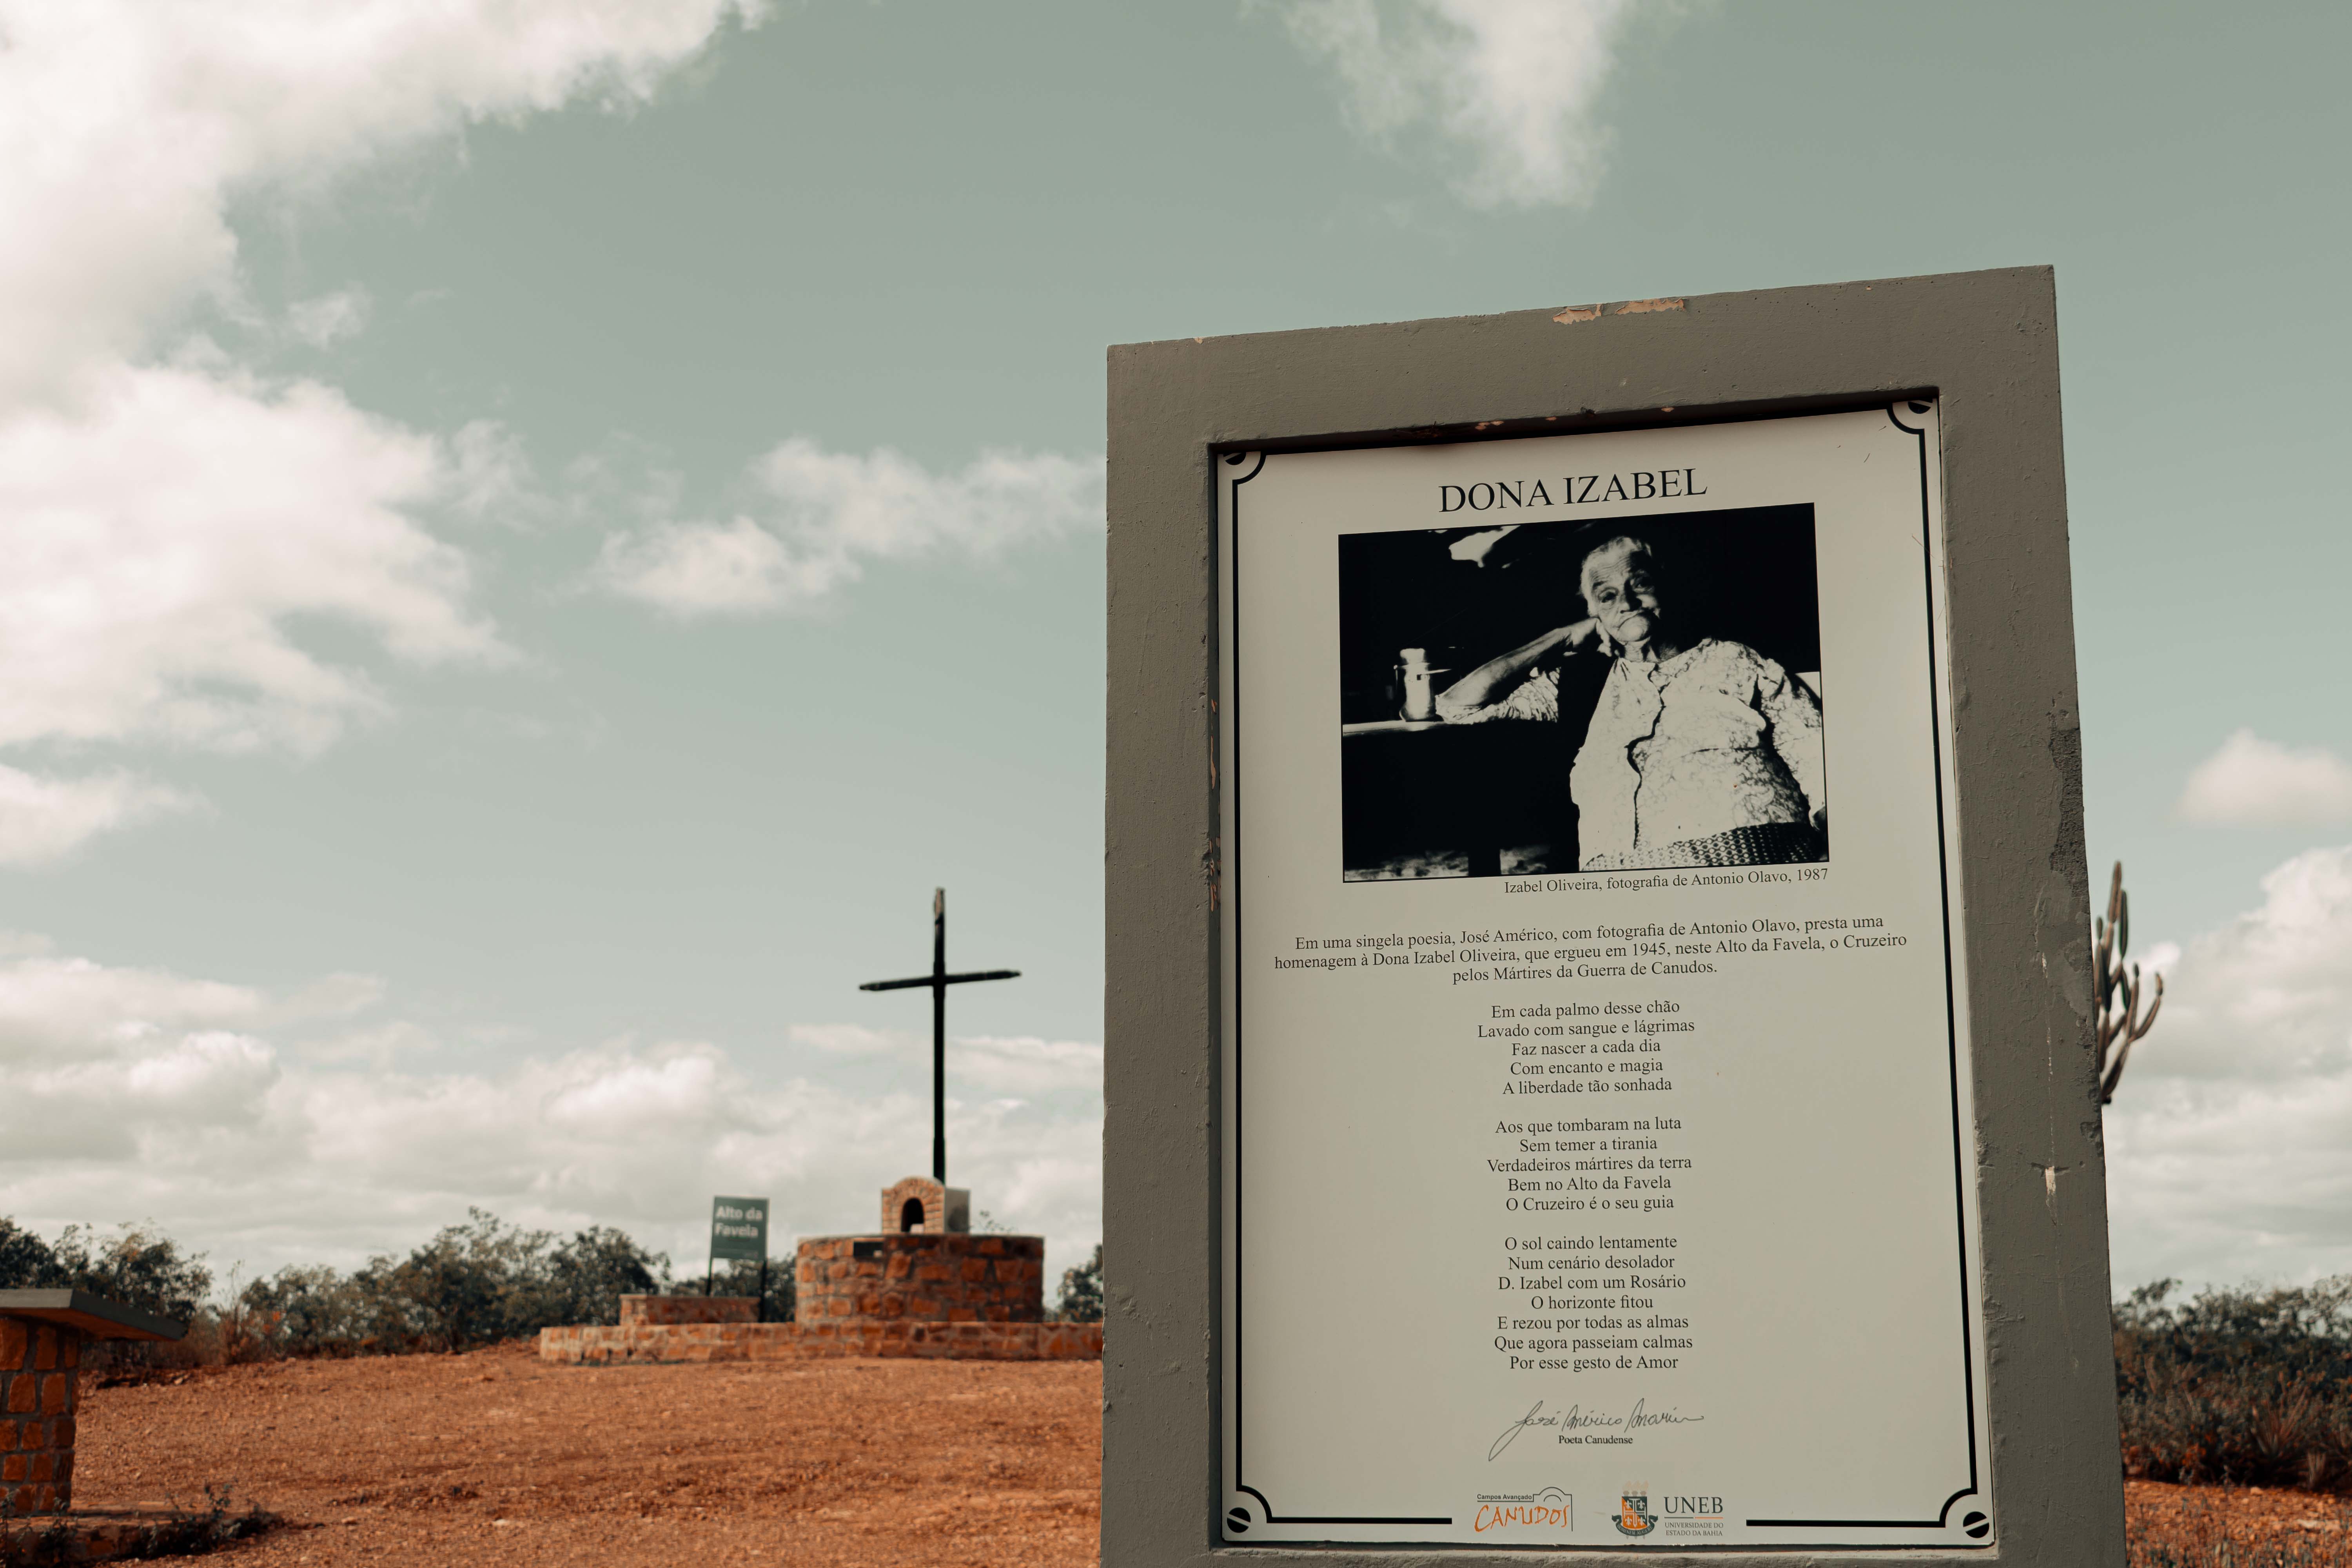 DONA IZABEL
Izabel Oliveira, fotografia de Antonio Olavo, 1987
Em uma singela poesia, José Américo, com fotografia de Antonio Olavo, presta uma
homenagem à Dona Izabel Oliveira, que ergueu em 1945, neste Alto da Favela, o Cruzeiro
pelos Mártires da Guerra de Canudos.
Em cada palmo desse chão
Lavado com sangue e lágrimas
Faz nascer a cada dia
Com encanto e magia
A liberdade tão sonhada
Aos que tombaram na luta
Sem temer a tirania
Verdadeiros mártires da terra
Bem no Alto da Favela
O Cruzeiro é o seu guia
O sol caindo lentamente
Num cenário desolador
D. Izabel com um Rosário
O horizonte fitou
E rezou por todas as almas
Que agora passeiam calmas
Por esse gesto de Amor
José Américo
Poeta Canudense
Campos Avançado
CANUDOS
UNEB
UNIVERSIDADE DO
ESTADO DA BAHIA
Alto da
Favela